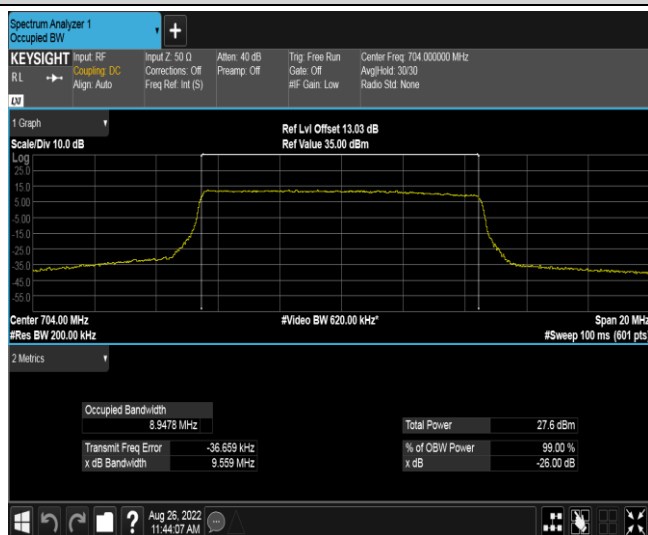 Spectrum Analyzer 1
Occupied BW
+
KEYSIGHT
R L
LXI
Input: RF
Coupling: DC
Align: Auto
Input Z: 50 Ω
Corrections: Off
Freq Ref: Int (S)
Atten: 40 dB
Preamp: Off
Trig: Free Run
Gate: Off
#IF Gain: Low
Center Freq: 704.000000 MHz
Avg|Hold: 30/30
Radio Std: None
1 Graph
Scale/Div 10.0 dB
Ref Lvl Offset 13.03 dB
Ref Value 35.00 dBm
Log
25.0
15.0
5.00
-5.00
-15.0
-25.0
-35.0
-45.0
-55.0
Center 704.00 MHz
#Res BW 200.00 kHz
#Video BW 620.00 kHz*
Span 20 MHz
#Sweep 100 ms (601 pts)
2 Metrics
Occupied Bandwidth
8.9478 MHz
Total Power 27.6 dBm
Transmit Freq Error -36.659 kHz
% of OBW Power 99.00 %
x dB Bandwidth 9.559 MHz
x dB -26.00 dB
?
Aug 26, 2022
11:44:07 AM